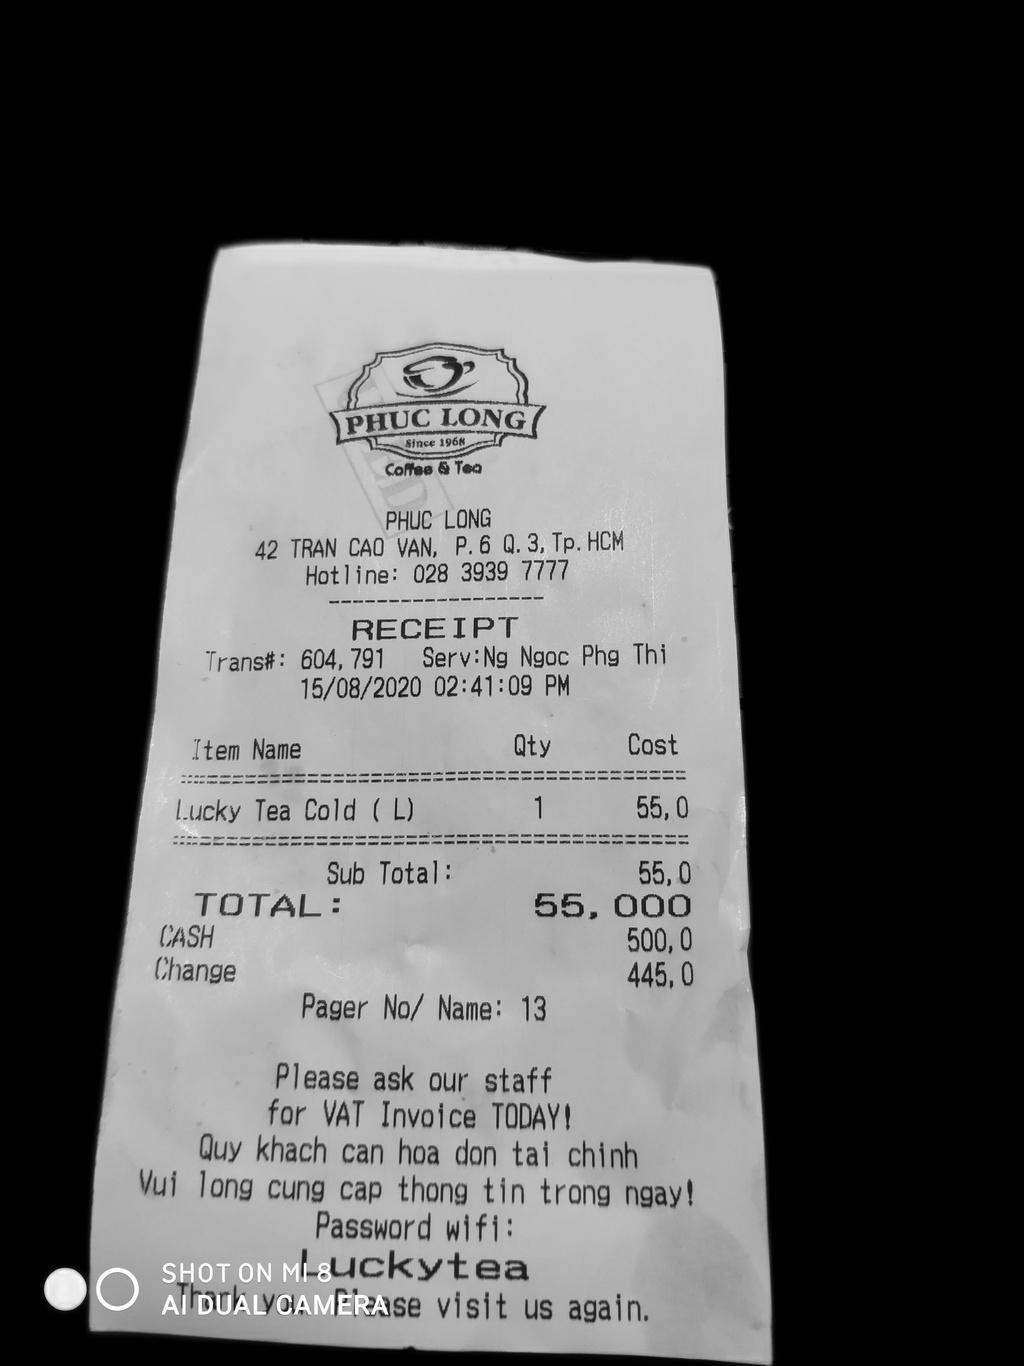 PHUC LONG
Since 1968
Coffee & Tea
PHUC LONG
42 TRAN CAO VAN, P.6 Q.3,Tp.HCM
Hotline: 028 3939 7777
------------------
RECEIPT
Trans#: 604,791 Serv:Ng Ngoc Phg Thi
15/08/2020 02:41:09 PM
Item Name Qty Cost
Lucky Tea Cold ( L) 1 55,0
Sub Total: 55,0
TOTAL: 55,000
CASH 500,0
Change 445,0
Pager No/ Name: 13
Please ask our staff
for VAT Invoice TODAY!
Quy khach can hoa don tai chinh
Vui long cung cap thong tin trong ngay!
Password wifi:
Luckytea
Thank you. Please visit us again.
SHOT ON MI 8
AI DUAL CAMERA